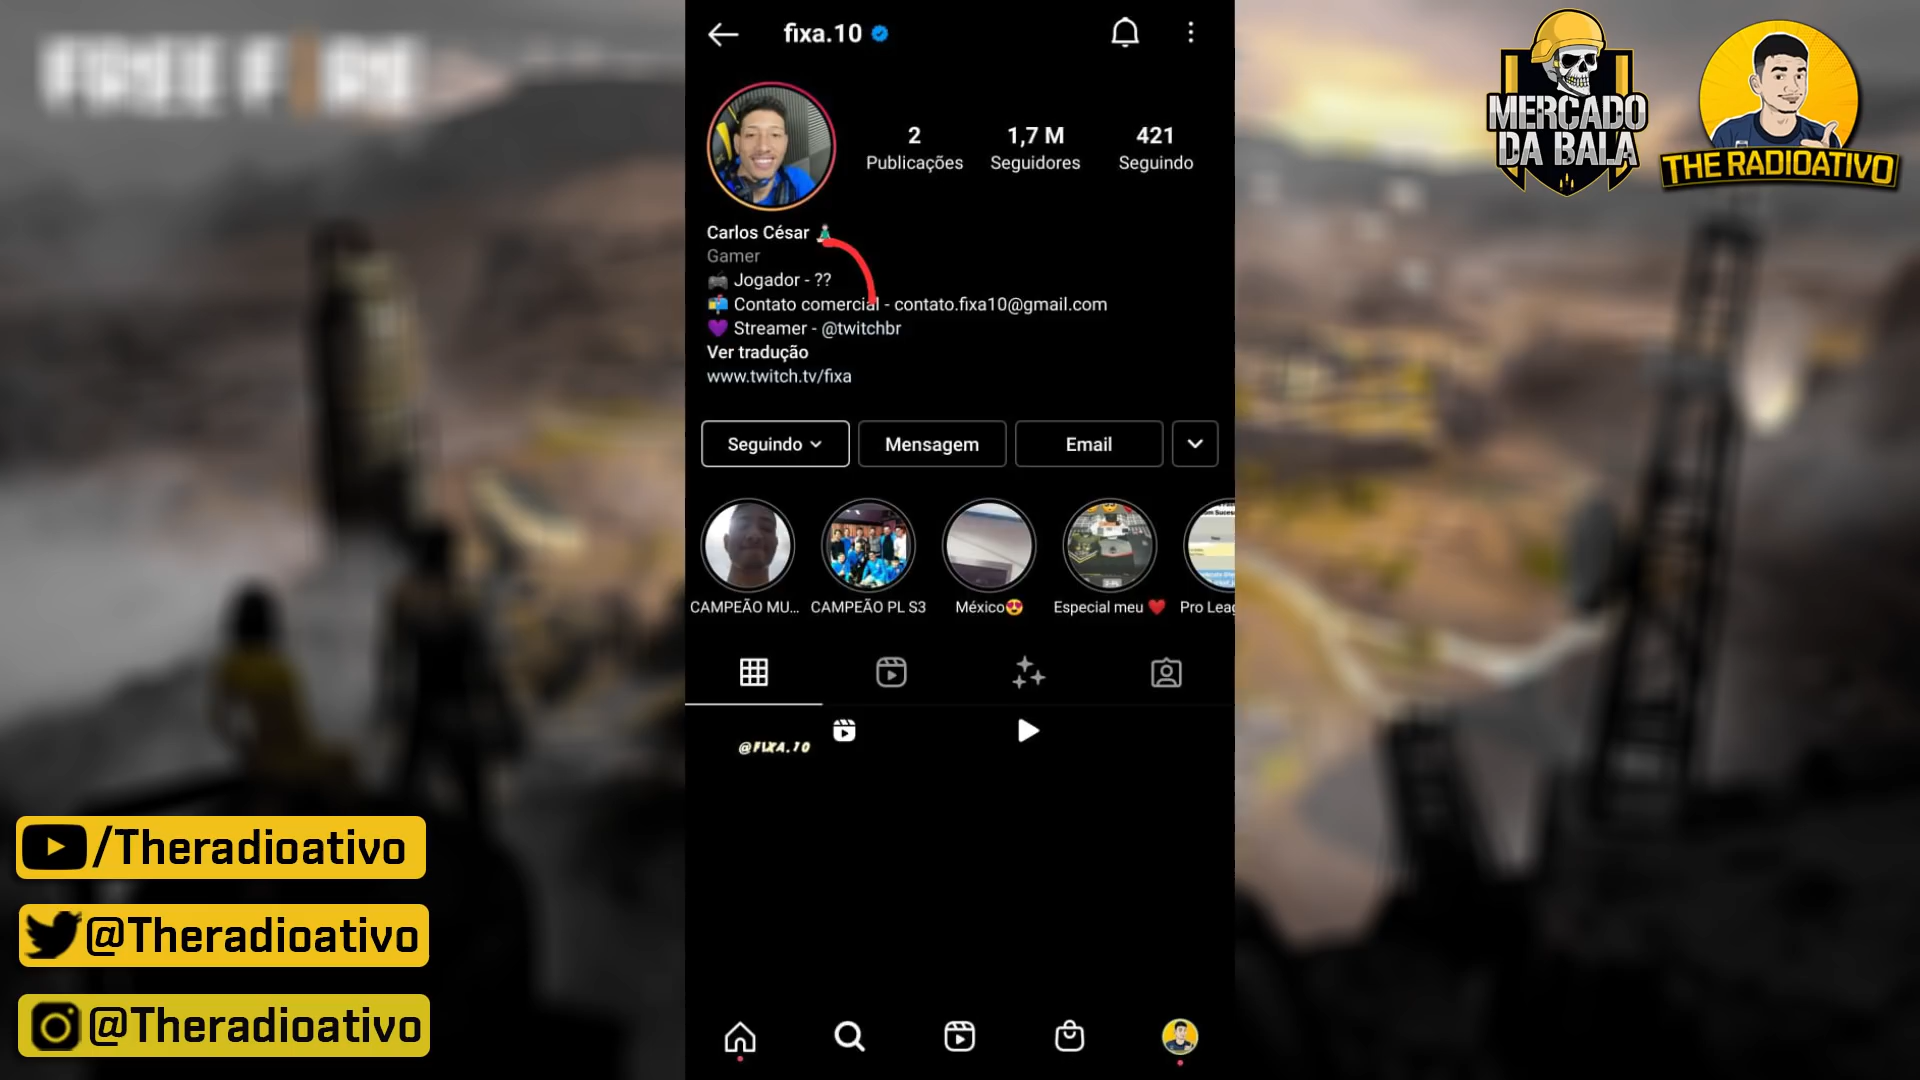 FREE FIRE
fixa.10
MERCADO
DA BALA
THE RADIOATIVO
2
Publicações
1,7 M
Seguidores
421
Seguindo
Carlos César
Gamer
Jogador - ??
Contato comercial - contato.fixa10@gmail.com
Streamer - @twitchbr
Ver tradução
www.twitch.tv/fixa
Seguindo
Mensagem
Email
CAMPEÃO MU...
CAMPEÃO PL S3
México
Especial meu
Pro Leag
@FIXA.10
/Theradioativo
@Theradioativo
@Theradioativo